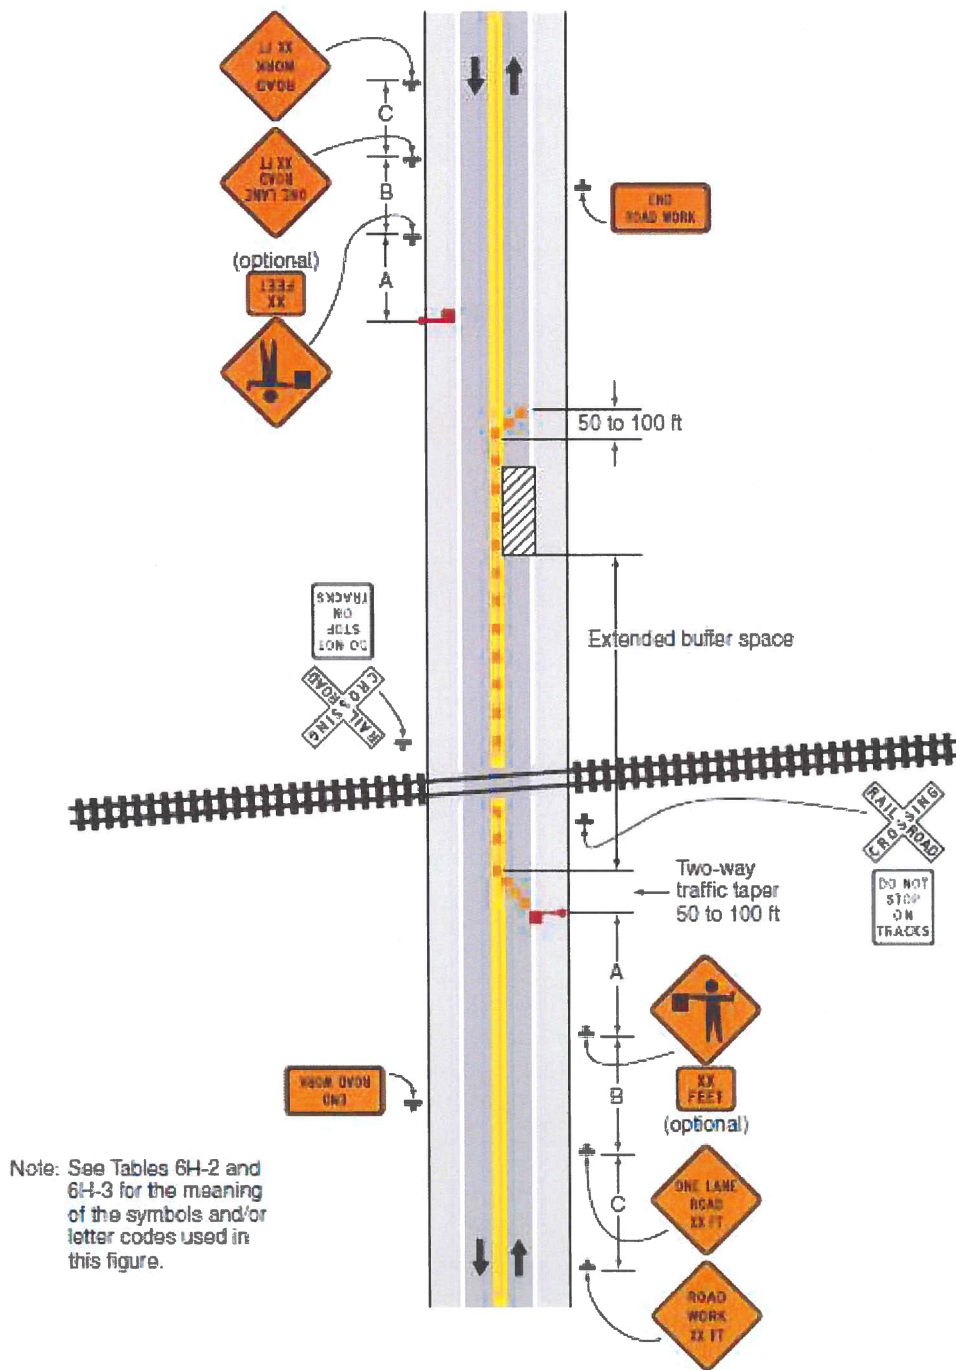 ROAD
WORK
XX FT
C
ONE LANE
ROAD
XX FT
B
END
ROAD WORK
(optional)
XX
FEET
A
50 to 100 ft
Extended buffer space
DO NOT
STOP
ON
TRACKS
RAILROAD
CROSSING
RAILROAD
CROSSING
Two-way
traffic taper
50 to 100 ft
DO NOT
STOP
ON
TRACKS
A
END
ROAD WORK
B
XX
FEET
(optional)
Note: See Tables 6H-2 and
6H-3 for the meaning
of the symbols and/or
letter codes used in
this figure.
C
ONE LANE
ROAD
XX FT
ROAD
WORK
XX FT